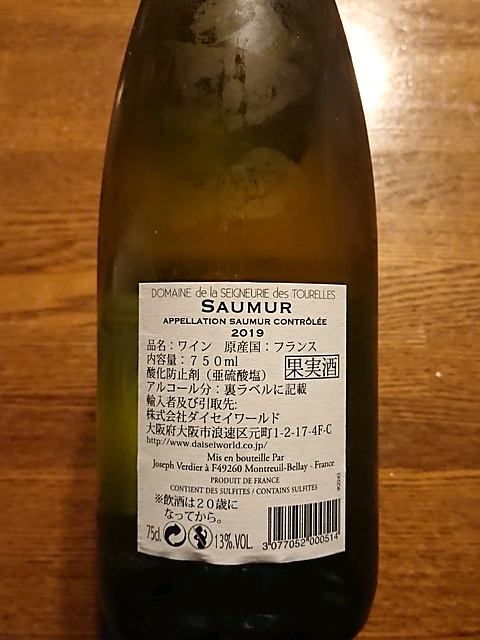 DOMAINE de la SEIGNEURIE des TOURELLES
SAUMUR
APPELLATION SAUMUR CONTRÔLÉE
2019
品名：ワイン 原産国：フランス
内容量：750ml
果実酒
酸化防止剤（亜硫酸塩）
アルコール分：裏ラベルに記載
輸入者及び引取先:
株式会社ダイセイワールド
大阪府大阪市浪速区元町1-2-17-4F-C
http://www.daiseiworld.co.jp/
Mis en bouteille Par
Joseph Verdier à F49260 Montreuil-Bellay - France
PRODUIT DE FRANCE
CONTIENT DES SULFITES / CONTAINS SULFITES
※飲酒は20歳に
なってから。
75cl. 13%.VOL.
3 077052 000514